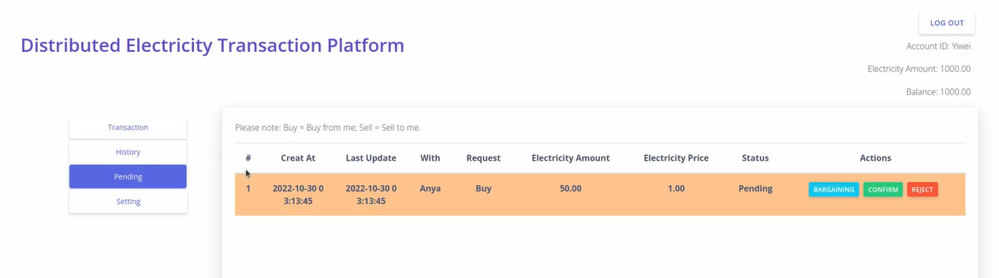 LOG OUT
Distributed Electricity Transaction Platform
Account ID: Yiwei
Electricity Amount: 1000.00
Balance: 1000.00
Transaction
History
Pending
Setting
Please note: Buy = Buy from me; Sell = Sell to me.
# Creat At Last Update With Request Electricity Amount Electricity Price Status Actions
1 2022-10-30 0 2022-10-30 0 Anya Buy 50.00 1.00 Pending BARGAINING CONFIRM REJECT
3:13:45 3:13:45